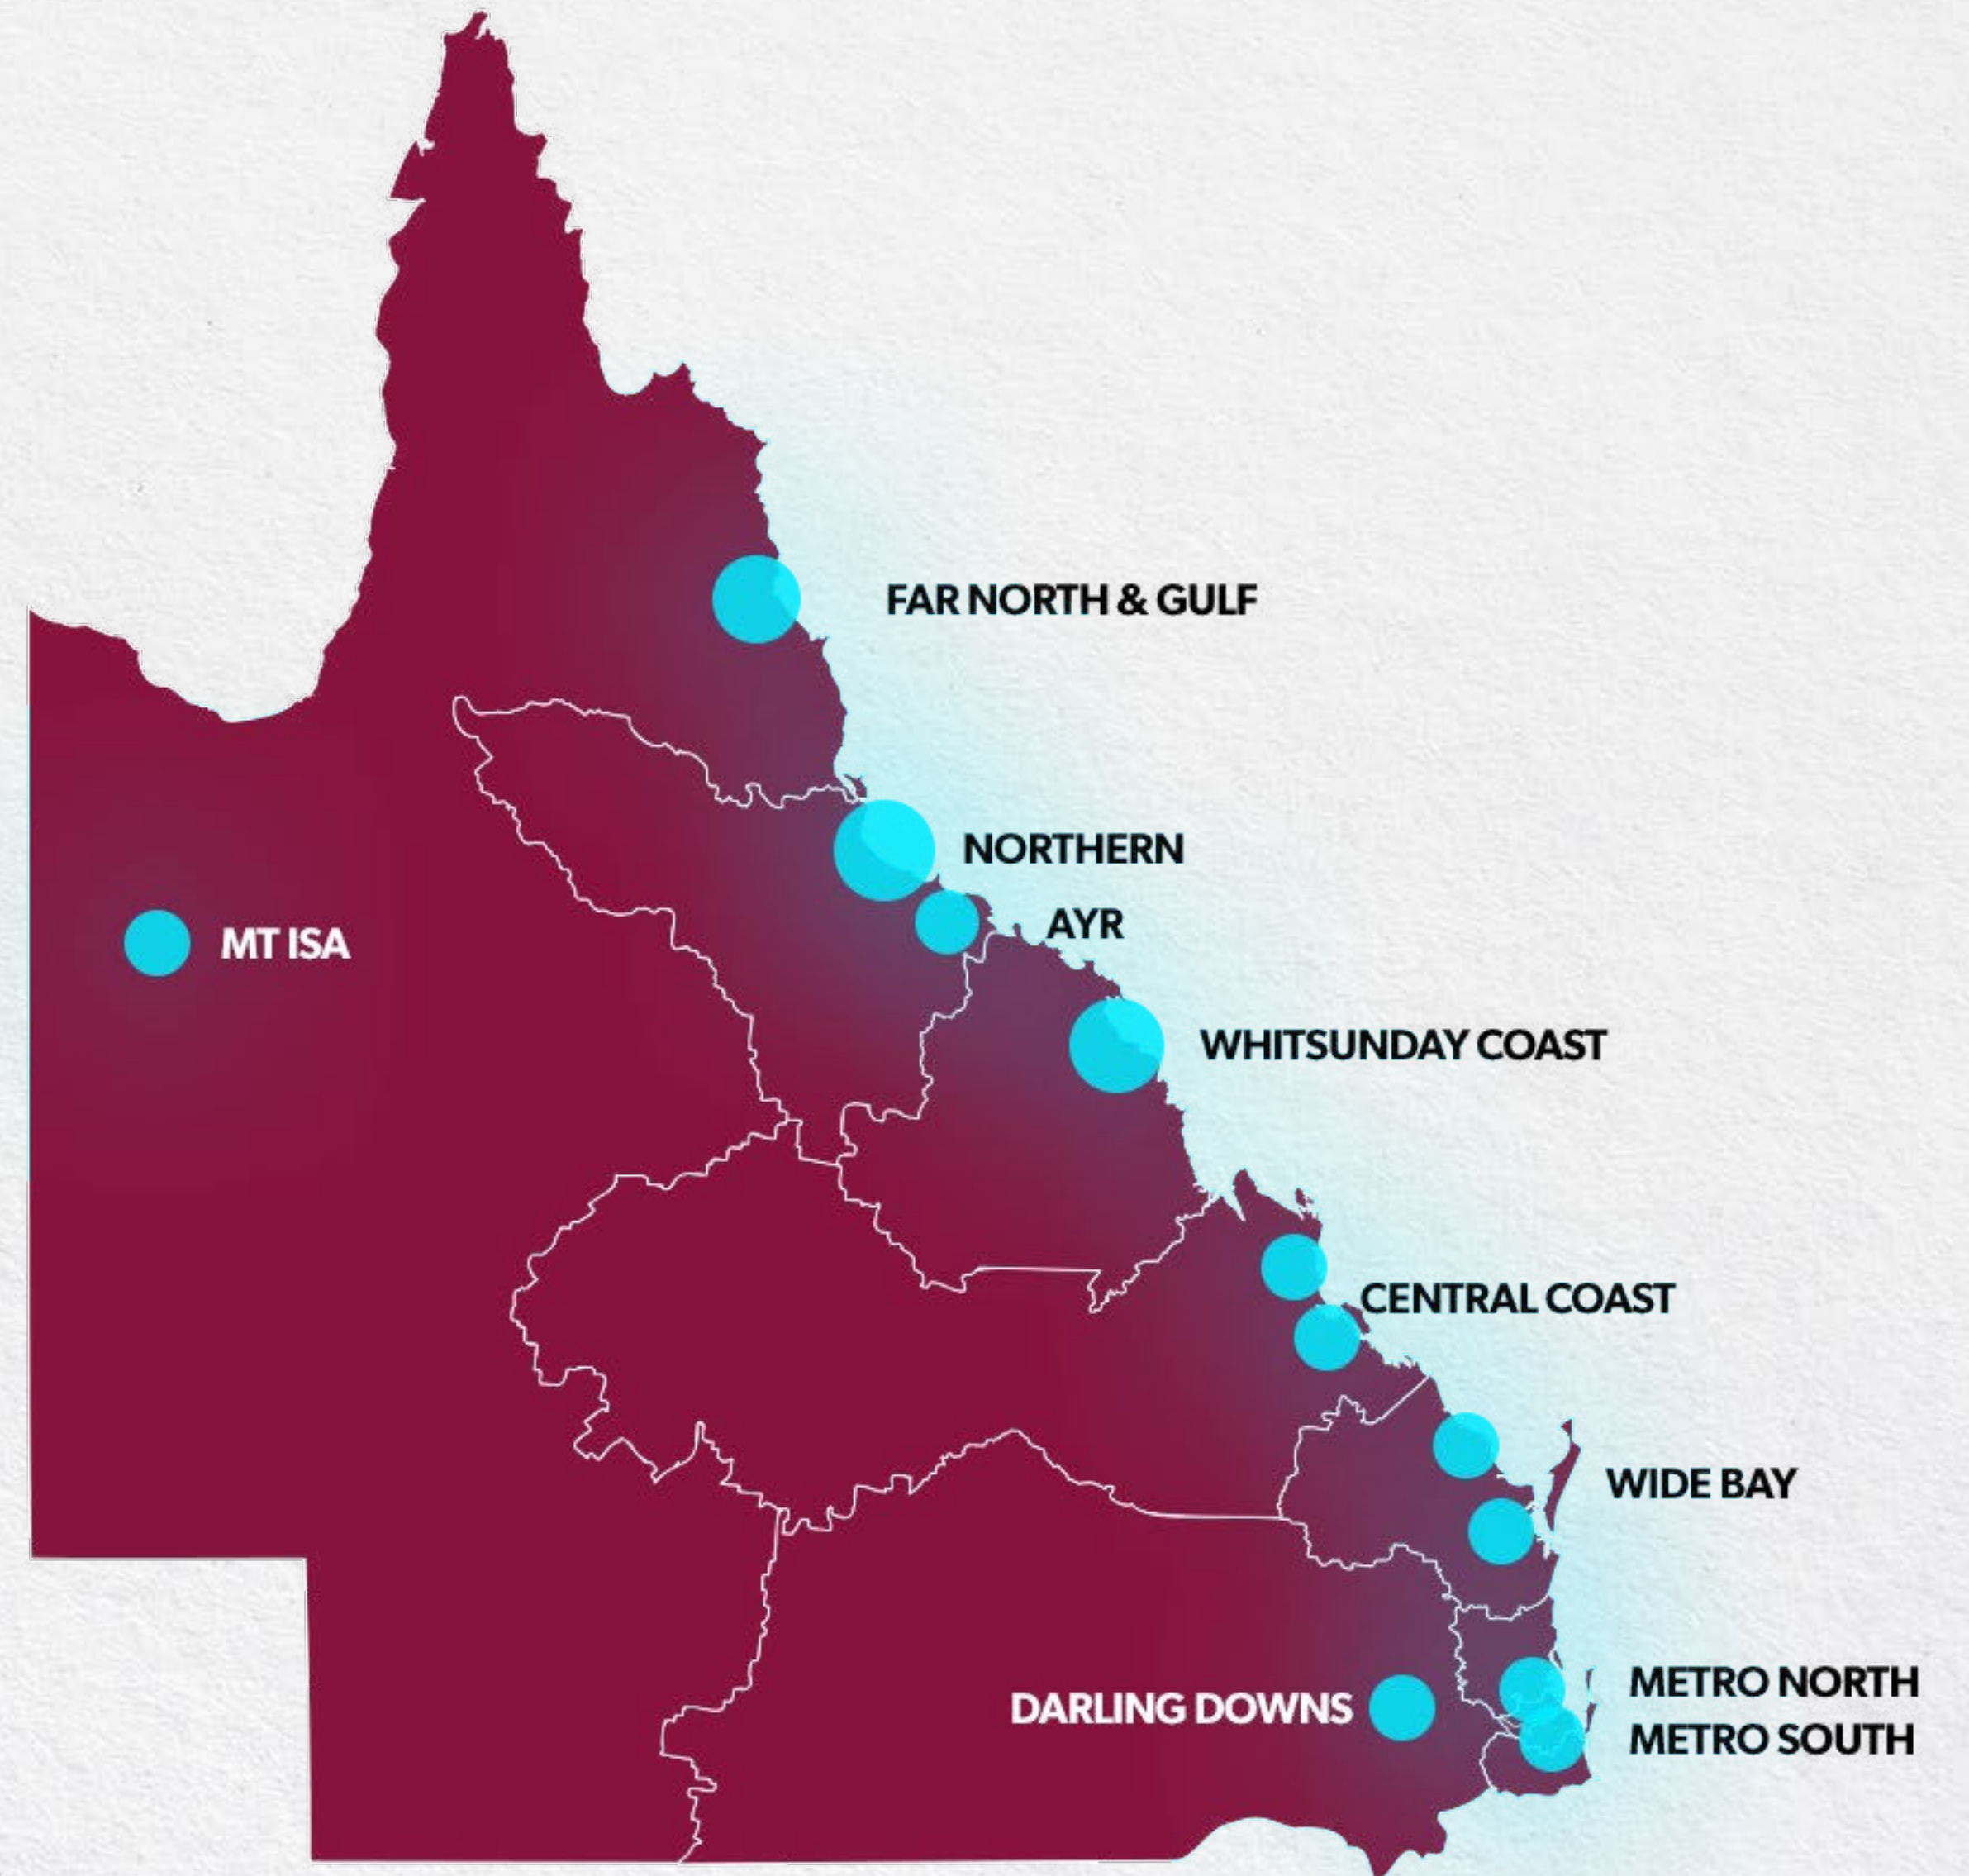 FAR NORTH & GULF
NORTHERN
AYR
MT ISA
WHITSUNDAY COAST
CENTRAL COAST
WIDE BAY
METRO NORTH
DARLING DOWNS
METRO SOUTH